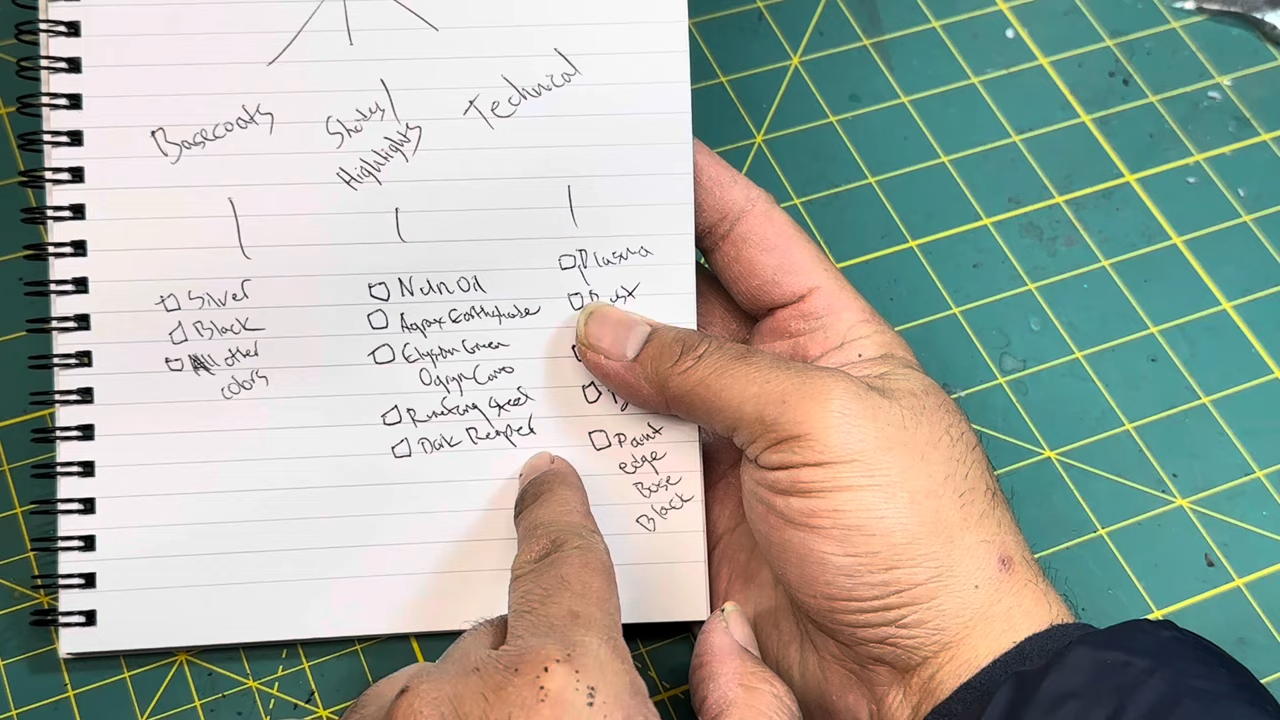 Basecoats
Shades/
Highlights
Technical
Silver
Black
All other
colors
Nuln Oil
Agrax Earthshade
Elysian Green
Ogryn Camo
Runefang Steel
Dark Reaper
Plasma
Rust
Paint
edge
Base
Black